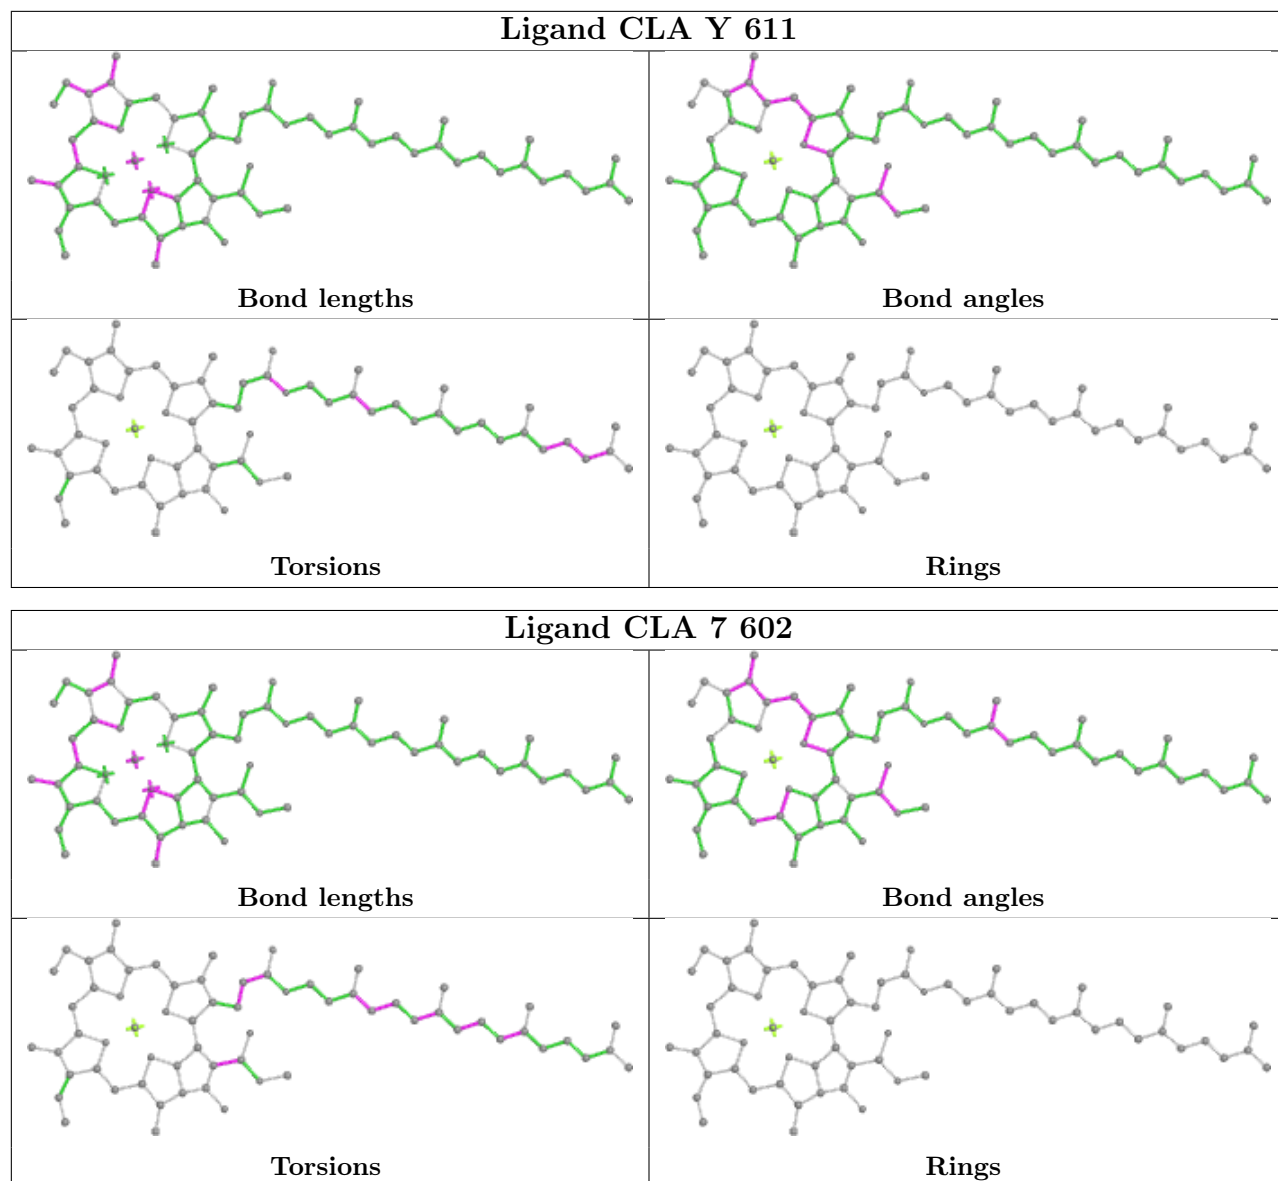 Ligand CLA Y 611
Bond lengths
Bond angles
Torsions
Rings
Ligand CLA 7 602
Bond lengths
Bond angles
Torsions
Rings